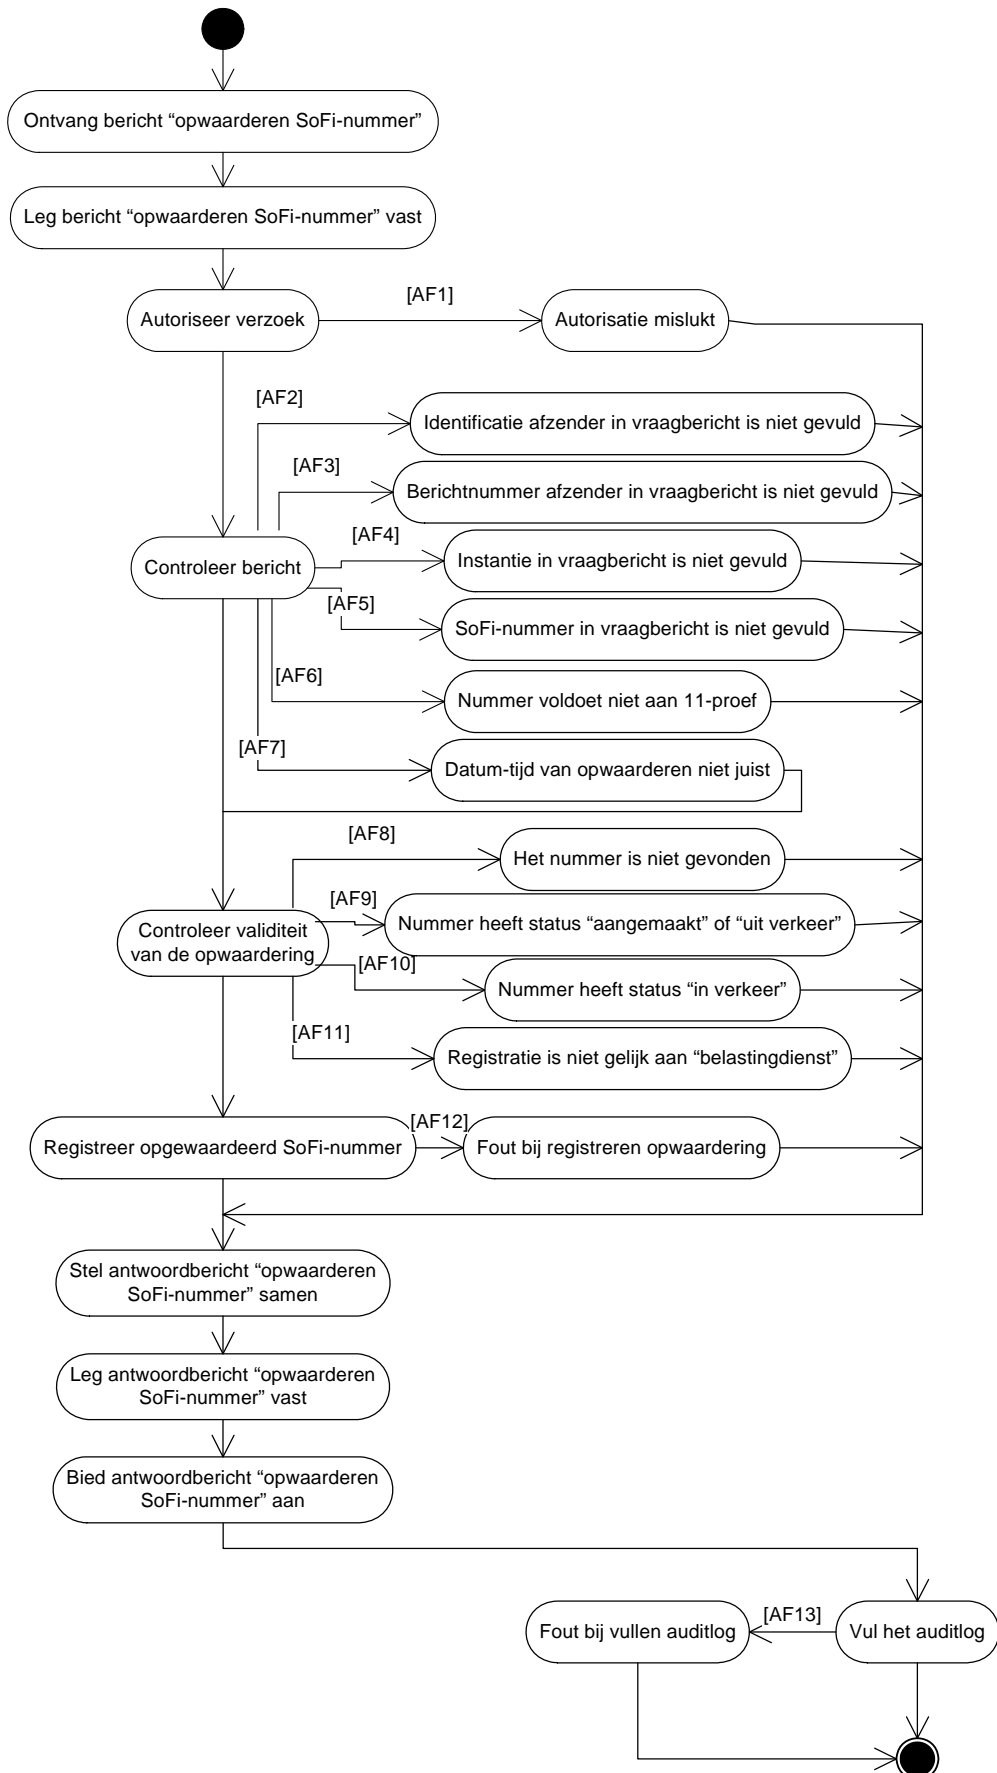 Ontvang bericht “opwaarderen SoFi-nummer”
Leg bericht “opwaarderen SoFi-nummer” vast
Autoriseer verzoek
[AF1]
Autorisatie mislukt
[AF2]
Identificatie afzender in vraagbericht is niet gevuld
[AF3]
Berichtnummer afzender in vraagbericht is niet gevuld
Controleer bericht
[AF4]
Instantie in vraagbericht is niet gevuld
[AF5]
SoFi-nummer in vraagbericht is niet gevuld
[AF6]
Nummer voldoet niet aan 11-proef
[AF7]
Datum-tijd van opwaarderen niet juist
[AF8]
Het nummer is niet gevonden
[AF9]
Nummer heeft status “aangemaakt” of “uit verkeer”
Controleer validiteit
van de opwaardering
[AF10]
Nummer heeft status “in verkeer”
[AF11]
Registratie is niet gelijk aan “belastingdienst”
Registreer opgewaardeerd SoFi-nummer
[AF12]
Fout bij registreren opwaardering
Stel antwoordbericht “opwaarderen
SoFi-nummer” samen
Leg antwoordbericht “opwaarderen
SoFi-nummer” vast
Bied antwoordbericht “opwaarderen
SoFi-nummer” aan
Fout bij vullen auditlog
[AF13]
Vul het auditlog